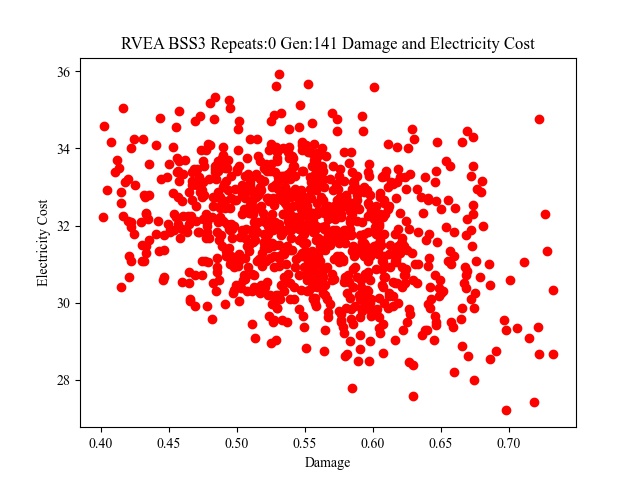 RVEA BSS3 Repeats:0 Gen:141 Damage and Electricity Cost
36
34
32
30
28
Electricity Cost
0.40 0.45 0.50 0.55 0.60 0.65 0.70
Damage